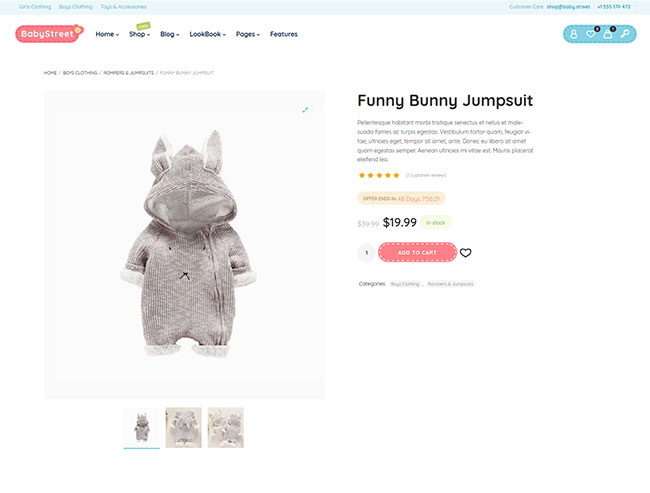 Girls Clothing Boys Clothing Toys & Accessories Customer Care: shop@baby.street +1 555 179 472
BabyStreet Home Shop Blog LookBook Pages Features
HOME / BOYS CLOTHING / ROMPERS & JUMPSUITS / FUNNY BUNNY JUMPSUIT
Funny Bunny Jumpsuit
Pellentesque habitant morbi tristique senectus et netus et male-
suada fames ac turpis egestas. Vestibulum tortor quam, feugiat vi-
tae, ultricies eget, tempor sit amet, ante. Donec eu libero sit amet
quam egestas semper. Aenean ultricies mi vitae est. Mauris placerat
eleifend leo.
(1 customer review)
OFFER ENDS IN 48 Days 7:56:21
$39.99 $19.99 In stock
1 ADD TO CART
Categories: Boys Clothing , Rompers & Jumpsuits